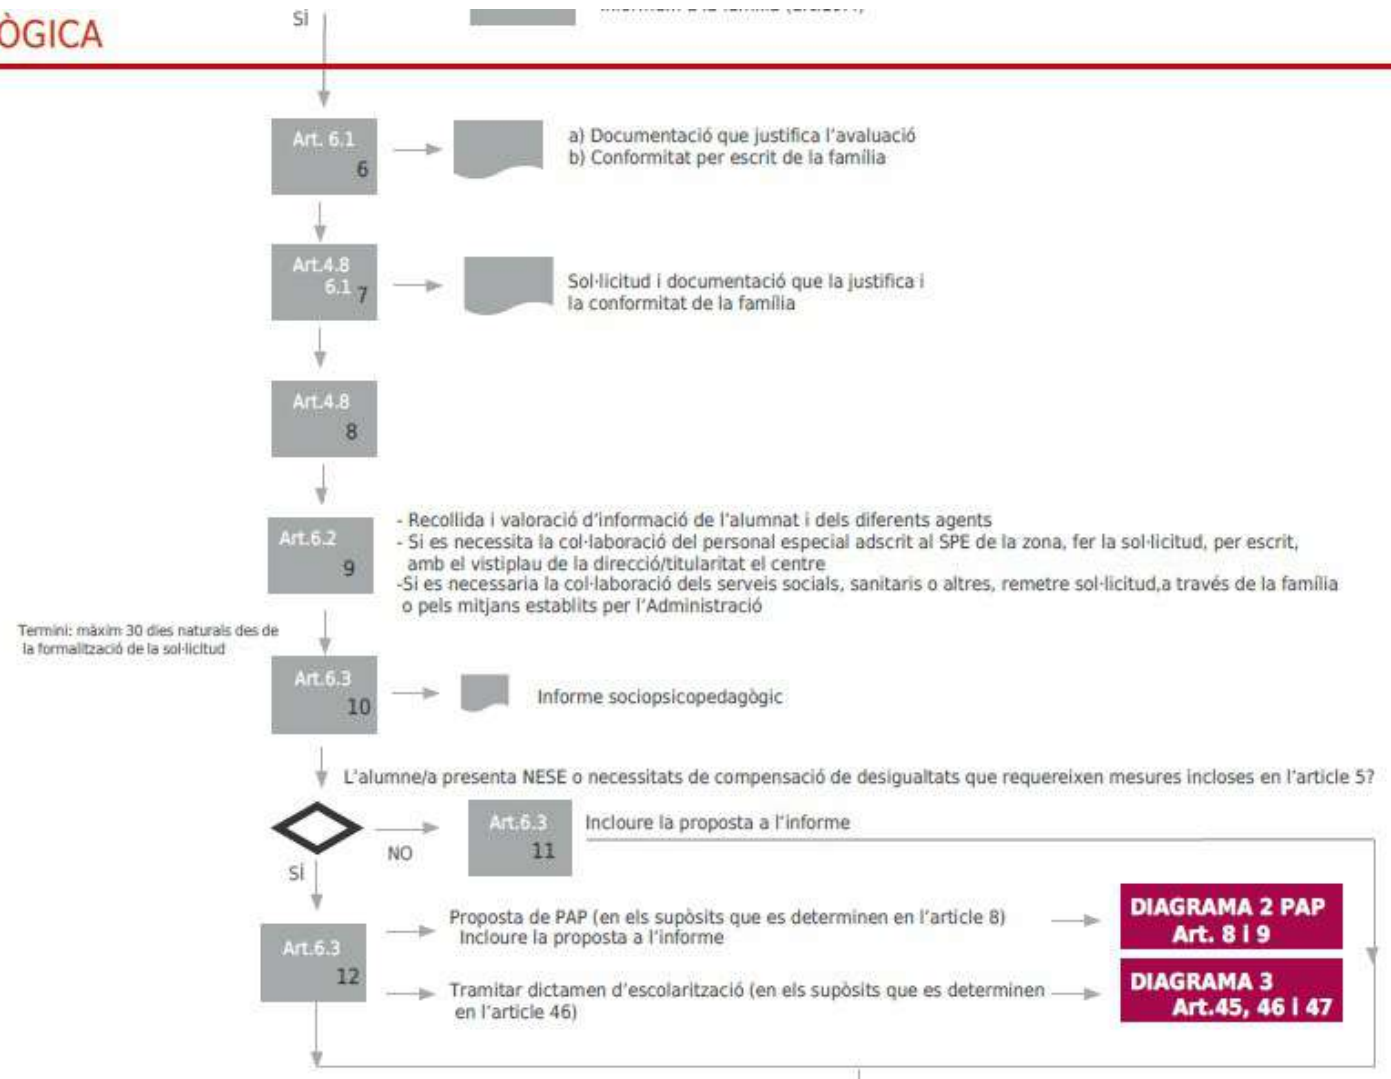 SÍ
ÒGICA
Art. 6.1
6
a) Documentació que justifica l'avaluació
b) Conformitat per escrit de la família
Art.4.8
6.1 7
Sol·licitud i documentació que la justifica i
la conformitat de la família
Art.4.8
8
Art.6.2
9
- Recollida i valoració d'informació de l'alumnat i dels diferents agents
- Si es necessita la col·laboració del personal especial adscrit al SPE de la zona, fer la sol·licitud, per escrit,
amb el vistiplau de la direcció/titularitat el centre
-Si es necessaria la col·laboració dels serveis socials, sanitaris o altres, remetre sol·licitud,a través de la família
o pels mitjans establits per l'Administració
Termini: màxim 30 dies naturals des de
la formalització de la sol·licitud
Art.6.3
10
Informe sociopsicopedagògic
L'alumne/a presenta NESE o necessitats de compensació de desigualtats que requereixen mesures incloses en l'article 5?
NO
Art.6.3
11
Incloure la proposta a l'informe
SÍ
Art.6.3
12
Proposta de PAP (en els supòsits que es determinen en l'article 8)
Incloure la proposta a l'informe
DIAGRAMA 2 PAP
Art. 8 i 9
Tramitar dictamen d'escolarització (en els supòsits que es determinen
en l'article 46)
DIAGRAMA 3
Art.45, 46 i 47